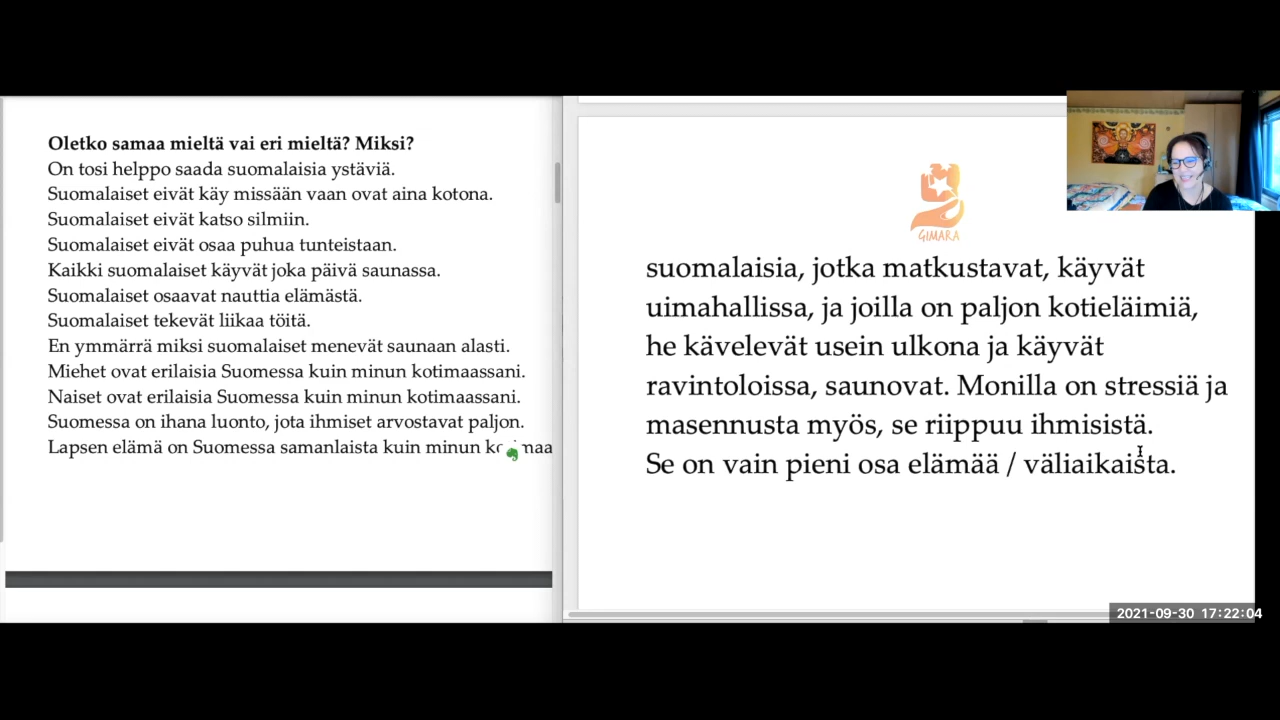 Oletko samaa mieltä vai eri mieltä? Miksi?
On tosi helppo saada suomalaisia ystäviä.
Suomalaiset eivät käy missään vaan ovat aina kotona.
Suomalaiset eivät katso silmiin.
Suomalaiset eivät osaa puhua tunteistaan.
Kaikki suomalaiset käyvät joka päivä saunassa.
Suomalaiset osaavat nauttia elämästä.
Suomalaiset tekevät liikaa töitä.
En ymmärrä miksi suomalaiset menevät saunaan alasti.
Miehet ovat erilaisia Suomessa kuin minun kotimaassani.
Naiset ovat erilaisia Suomessa kuin minun kotimaassani.
Suomessa on ihana luonto, jota ihmiset arvostavat paljon.
Lapsen elämä on Suomessa samanlaista kuin minun
GIMARA
suomalaisia, jotka matkustavat, käyvät
uimahallissa, ja joilla on paljon kotieläimiä,
he kävelevät usein ulkona ja käyvät
ravintoloissa, saunovat. Monilla on stressiä ja
masennusta myös, se riippuu ihmisistä.
Se on vain pieni osa elämää / väliaikaista.
2021-09-30 17:22:04